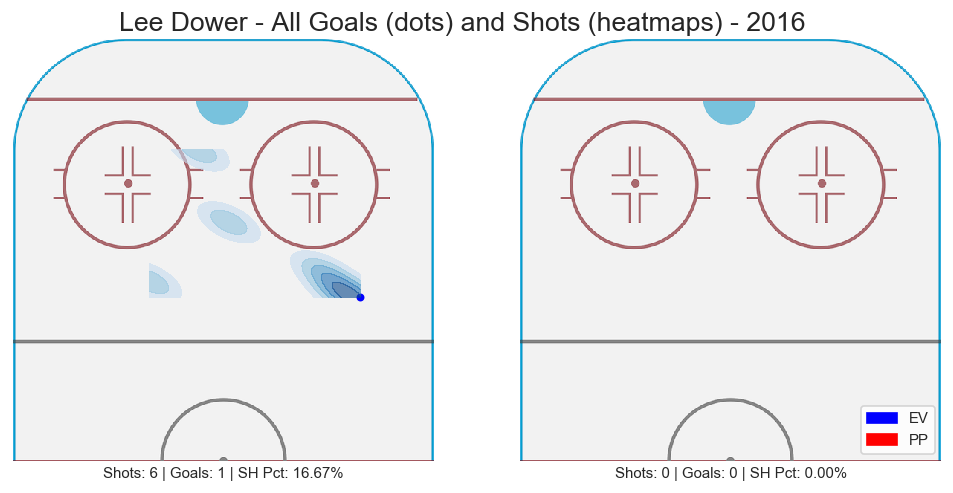 Lee Dower - All Goals (dots) and Shots (heatmaps) - 2016
EV
PP
Shots: 6 | Goals: 1 | SH Pct: 16.67%
Shots: 0 | Goals: 0 | SH Pct: 0.00%